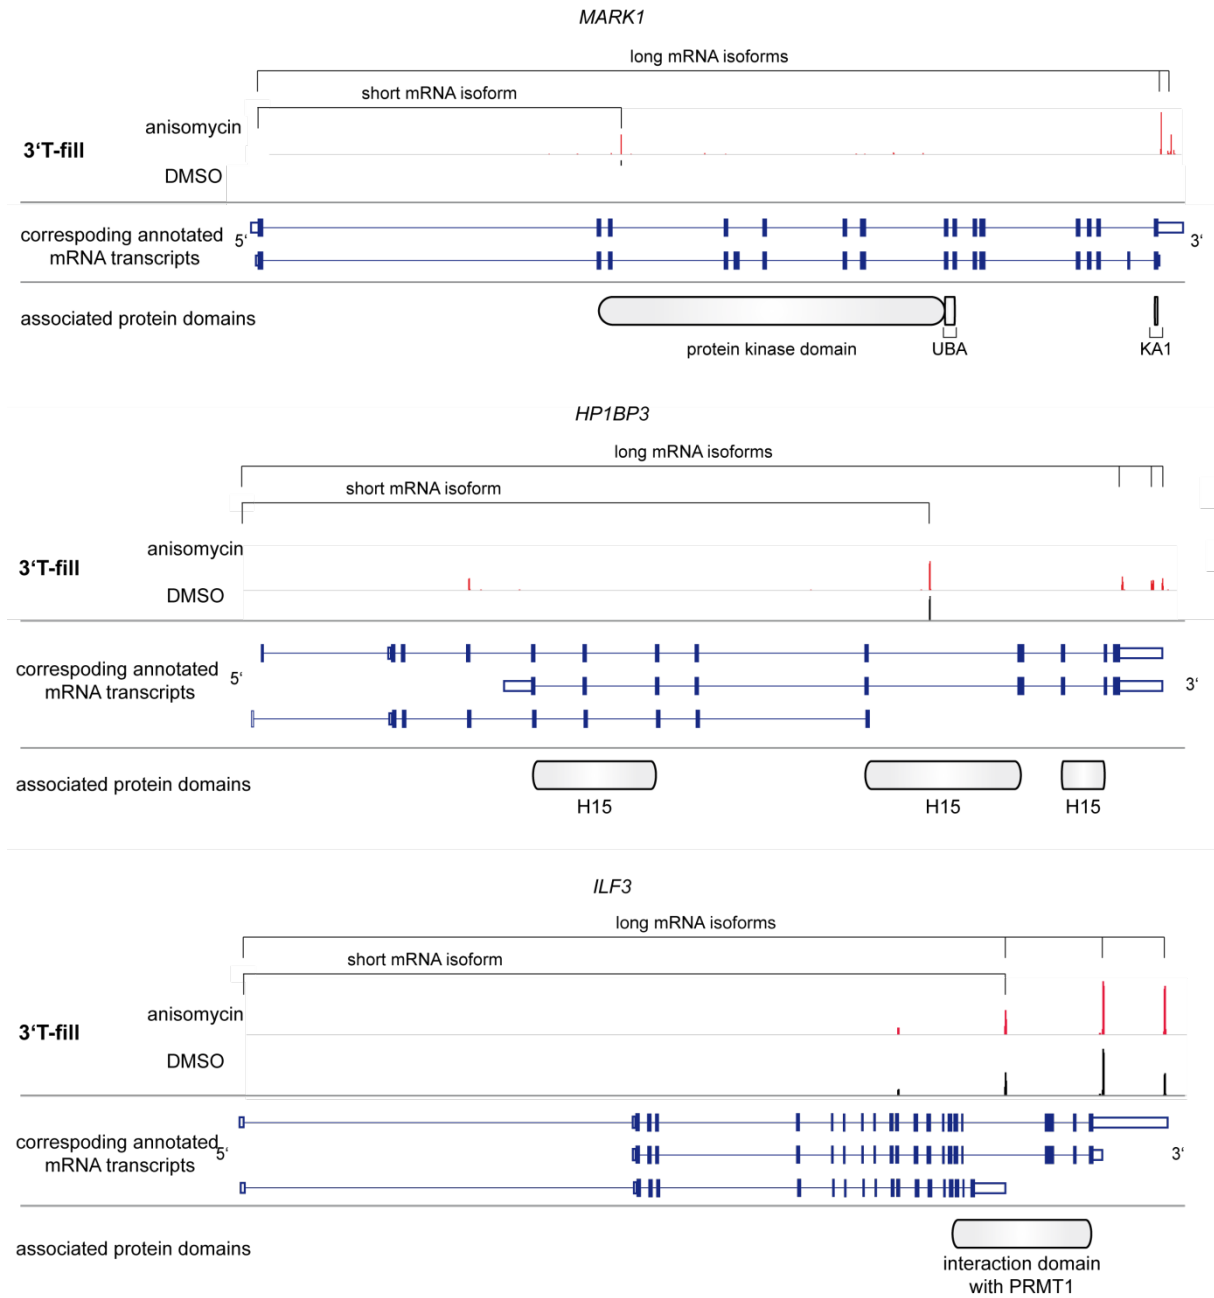 MARK1
long mRNA isoforms
short mRNA isoform
anisomycin
3‘T-fill
DMSO
correspoding annotated
mRNA transcripts
5‘
3‘
associated protein domains
protein kinase domain
UBA
KA1
HP1BP3
long mRNA isoforms
short mRNA isoform
anisomycin
3‘T-fill
DMSO
correspoding annotated
mRNA transcripts
5‘
3‘
associated protein domains
H15
H15
H15
ILF3
long mRNA isoforms
short mRNA isoform
anisomycin
3‘T-fill
DMSO
correspoding annotated
mRNA transcripts
5‘
3‘
associated protein domains
interaction domain
with PRMT1